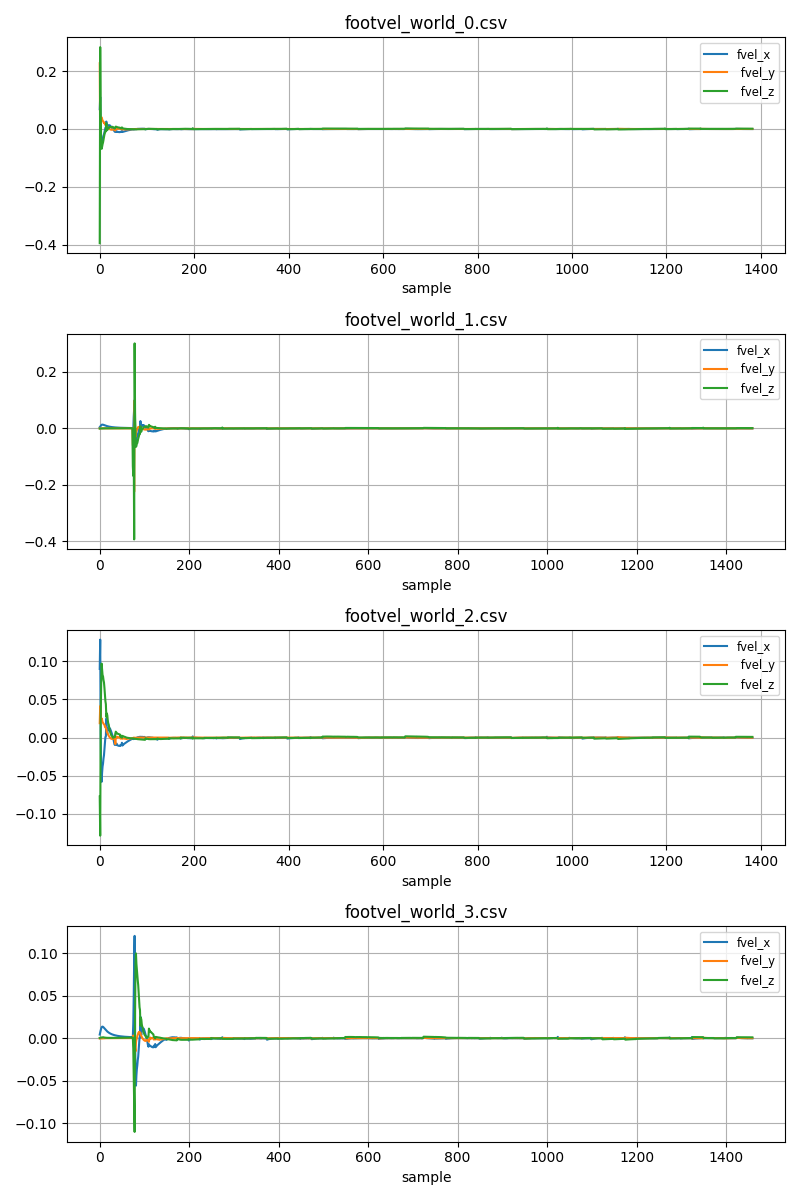 footvel_world_0.csv
0.2
0.0
−0.2
−0.4
fvel_x
fvel_y
fvel_z
0 200 400 600 800 1000 1200 1400
sample
footvel_world_1.csv
0.2
0.0
−0.2
−0.4
fvel_x
fvel_y
fvel_z
0 200 400 600 800 1000 1200 1400
sample
footvel_world_2.csv
0.10
0.05
0.00
−0.05
−0.10
fvel_x
fvel_y
fvel_z
0 200 400 600 800 1000 1200 1400
sample
footvel_world_3.csv
0.10
0.05
0.00
−0.05
−0.10
fvel_x
fvel_y
fvel_z
0 200 400 600 800 1000 1200 1400
sample